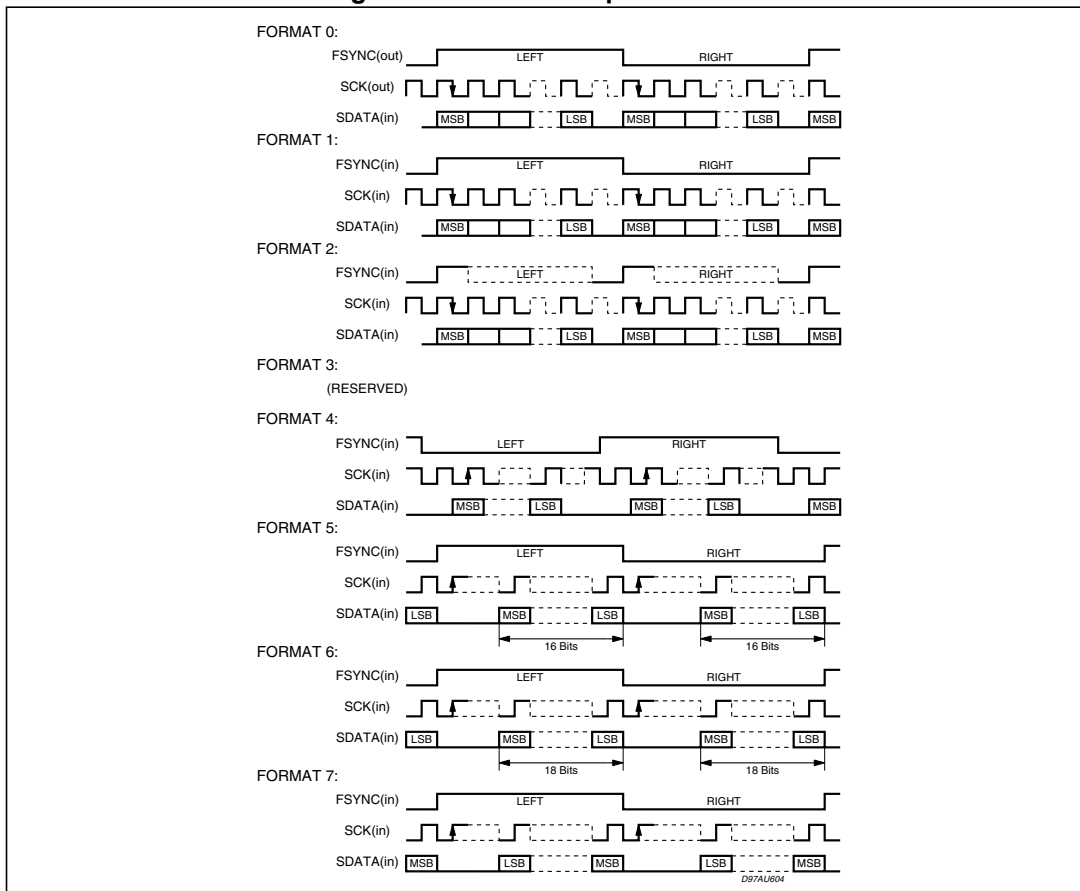 FORMAT 0:
FSYNC(out) LEFT RIGHT
SCK(out)
SDATA(in) MSB LSB MSB LSB MSB
FORMAT 1:
FSYNC(in) LEFT RIGHT
SCK(in)
SDATA(in) MSB LSB MSB LSB MSB
FORMAT 2:
FSYNC(in) LEFT RIGHT
SCK(in)
SDATA(in) MSB LSB MSB LSB MSB
FORMAT 3:
(RESERVED)
FORMAT 4:
FSYNC(in) LEFT RIGHT
SCK(in)
SDATA(in) MSB LSB MSB LSB MSB
FORMAT 5:
FSYNC(in) LEFT RIGHT
SCK(in)
SDATA(in) LSB MSB LSB MSB LSB
16 Bits 16 Bits
FORMAT 6:
FSYNC(in) LEFT RIGHT
SCK(in)
SDATA(in) LSB MSB LSB MSB LSB
18 Bits 18 Bits
FORMAT 7:
FSYNC(in) LEFT RIGHT
SCK(in)
SDATA(in) MSB LSB MSB LSB MSB
D97AU604